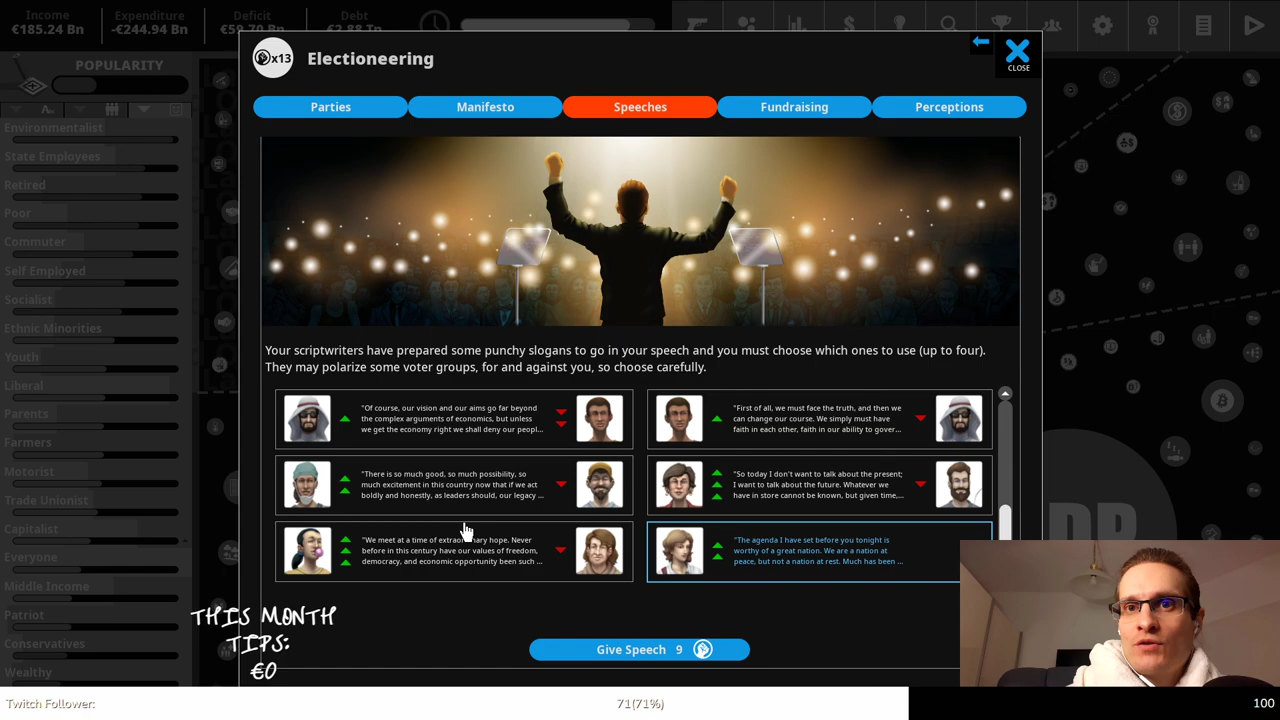 Income
Expenditure
Deficit
Debt
€185.24 Bn
-€244.94 Bn
€59.70 Bn
€2.88 Tn
POPULARITY
Environmentalist
State Employees
Retired
Poor
Commuter
Self Employed
Socialist
Ethnic Minorities
Youth
Liberal
Parents
Farmers
Motorist
Trade Unionist
Capitalist
Everyone
Middle Income
Patriot
Conservatives
Wealthy
x13
Electioneering
CLOSE
Parties
Manifesto
Speeches
Fundraising
Perceptions
Your scriptwriters have prepared some punchy slogans to go in your speech and you must choose which ones to use (up to four).
They may polarize some voter groups, for and against you, so choose carefully.
"Of course, our vision and our aims go far beyond
the complex arguments of economics, but unless
we get the economy right we shall deny our peopl...
"First of all, we must face the truth, and then we
can change our course. We simply must have
faith in each other, faith in our ability to gover...
"There is so much good, so much possibility, so
much excitement in this country now that if we act
boldly and honestly, as leaders should, our legacy ...
"So today I don't want to talk about the present;
I want to talk about the future. Whatever we
have in store cannot be known, but given time,...
"We meet at a time of extraordinary hope. Never
before in this century have our values of freedom,
democracy, and economic opportunity been such ...
"The agenda I have set before you tonight is
worthy of a great nation. We are a nation at
peace, but not a nation at rest. Much has been ...
Give Speech 9
THIS MONTH
TIPS:
€0
Twitch Follower:
71(71%)
100